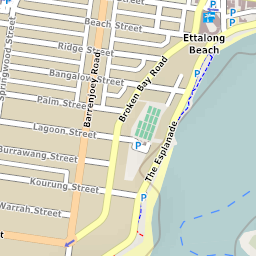 Beach Street
Ettalong
Beach
Ridge Street
Springwood Street
Barrenjoey Road
Bangalow Street
Broken Bay Road
Palm Street
Lagoon Street
P
The Esplanade
Burrawang Street
Kourung Street
P
Warrah Street
P
P
P